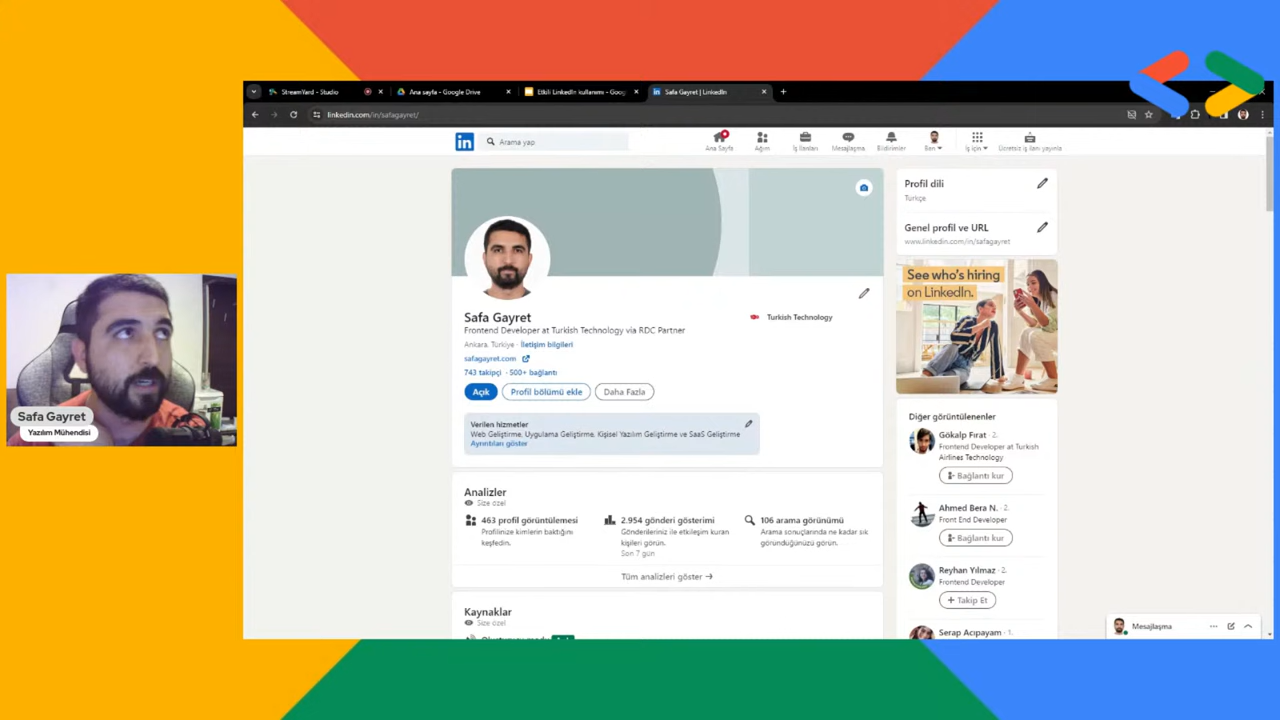 StreamYard - Studio
Ana sayfa - Google Drive
Etkili LinkedIn kullanımı - Goog
Safa Gayret | LinkedIn
linkedin.com/in/safagayret/
in
Arama yap
Ana Sayfa
Ağım
İş İlanları
Mesajlaşma
Bildirimler
Ben
İş için
Ücretsiz iş ilanı yayınla
Safa Gayret
Frontend Developer at Turkish Technology via RDC Partner
Ankara, Türkiye · İletişim bilgileri
safagayret.com
743 takipçi · 500+ bağlantı
Açık
Profil bölümü ekle
Daha Fazla
Turkish Technology
Verilen hizmetler
Web Geliştirme, Uygulama Geliştirme, Kişisel Yazılım Geliştirme ve SaaS Geliştirme
Ayrıntıları göster
Analizler
Size özel
463 profil görüntülemesi
Profilinize kimlerin baktığını
keşfedin.
2.954 gönderi gösterimi
Gönderileriniz ile etkileşim kuran
kişileri görün.
Son 7 gün
106 arama görünümü
Arama sonuçlarında ne kadar sık
göründüğünüzü görün.
Tüm analizleri göster →
Kaynaklar
Size özel
Profil dili
Türkçe
Genel profil ve URL
www.linkedin.com/in/safagayret
See who's hiring
on LinkedIn.
Diğer görüntülenenler
Gökalp Fırat · 2.
Frontend Developer at Turkish
Airlines Technology
Bağlantı kur
Ahmed Bera N. · 2.
Front End Developer
Bağlantı kur
Reyhan Yılmaz · 2.
Frontend Developer
+ Takip Et
Serap Acıpayam · 1.
Mesajlaşma
Safa Gayret
Yazılım Mühendisi